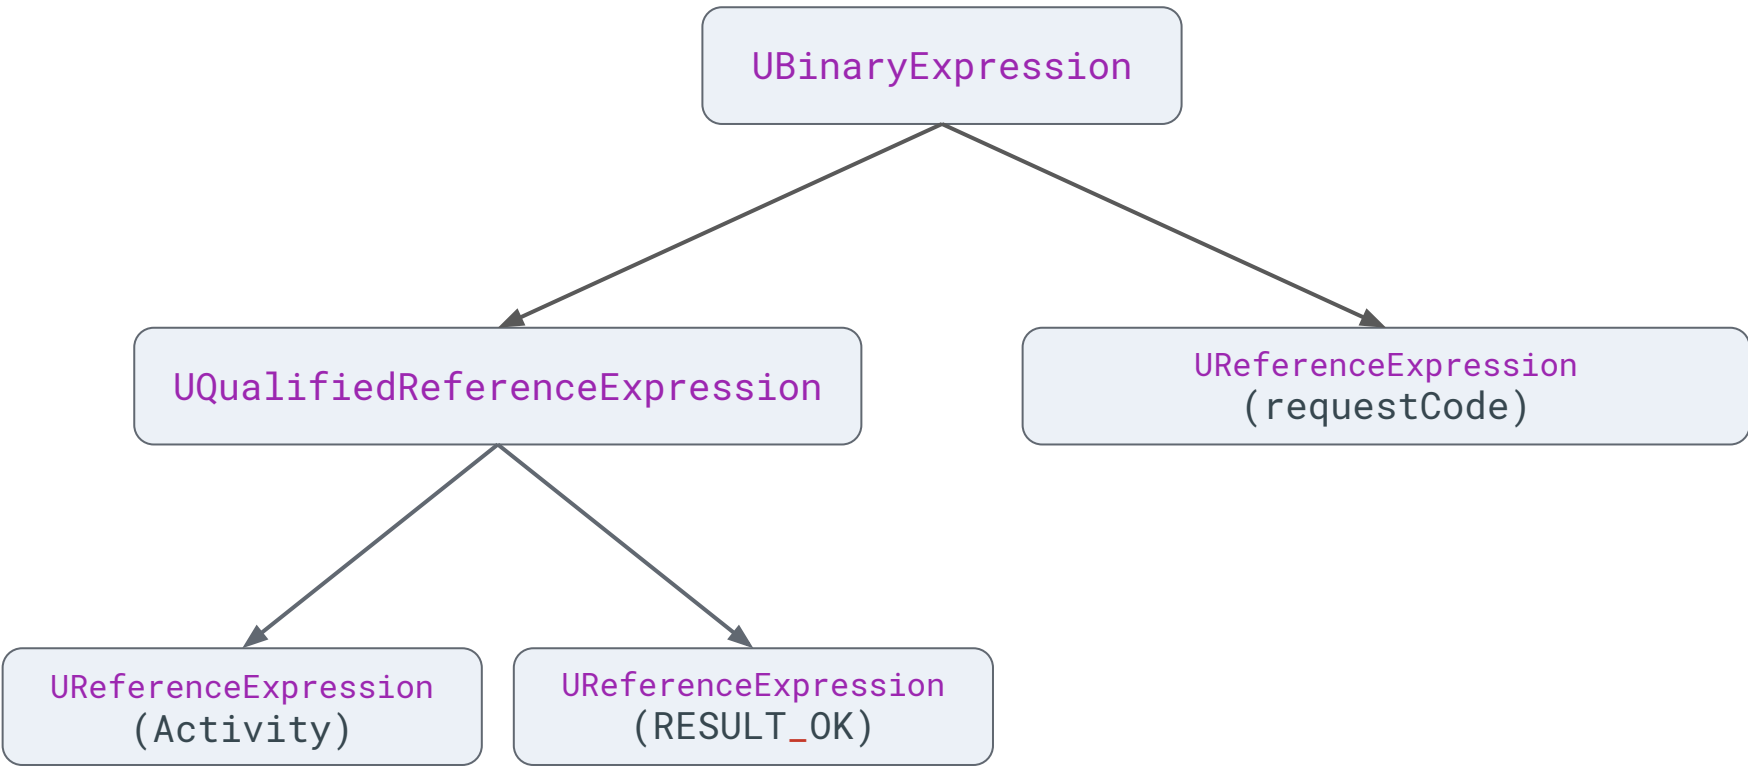 UBinaryExpression
UQualifiedReferenceExpression
UReferenceExpression
(requestCode)
UReferenceExpression
(Activity)
UReferenceExpression
(RESULT_OK)